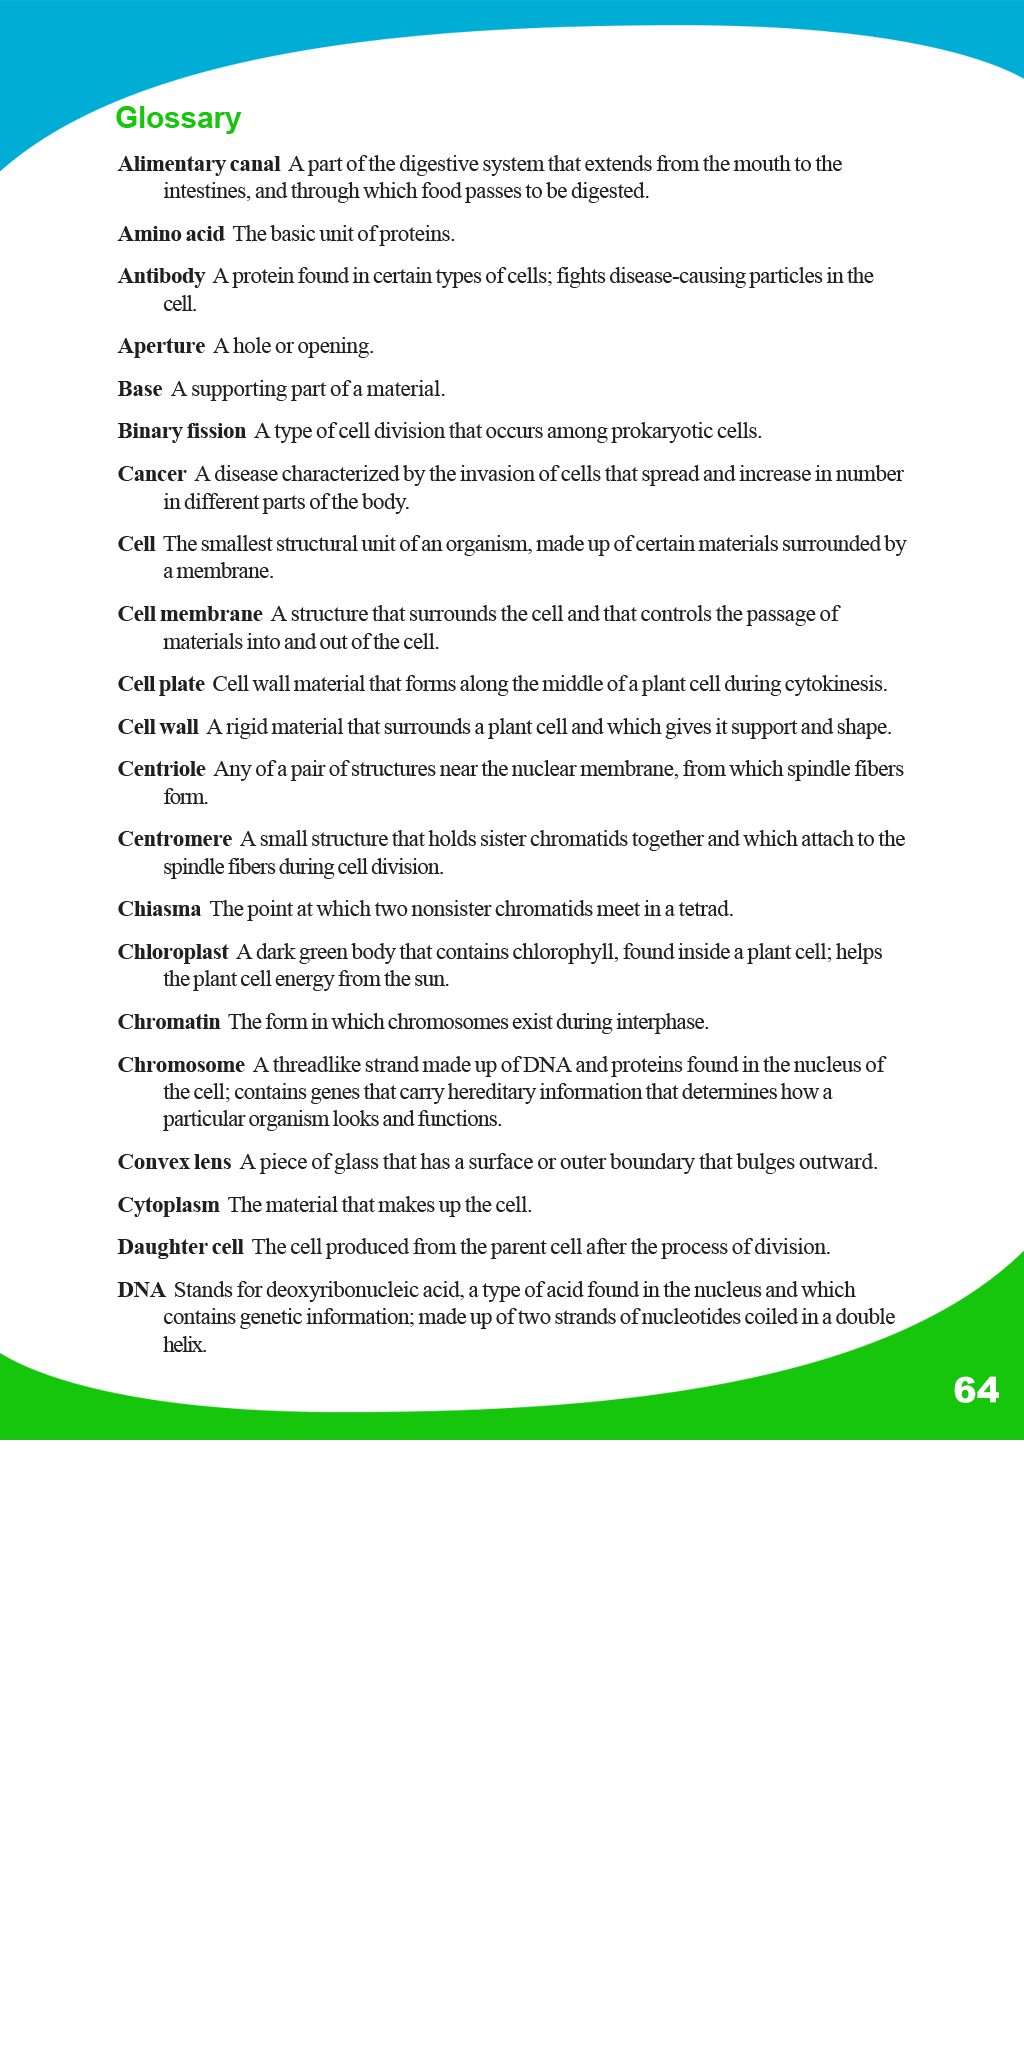 Glossary
Alimentary canal A part of the digestive system that extends from the mouth to the
intestines, and through which food passes to be digested.
Amino acid The basic unit of proteins.
Antibody A protein found in certain types of cells; fights disease-causing particles in the
cell.
Aperture A hole or opening.
Base A supporting part of a material.
Binary fission A type of cell division that occurs among prokaryotic cells.
Cancer A disease characterized by the invasion of cells that spread and increase in number
in different parts of the body.
Cell The smallest structural unit of an organism, made up of certain materials surrounded by
a membrane.
Cell membrane A structure that surrounds the cell and that controls the passage of
materials into and out of the cell.
Cell plate Cell wall material that forms along the middle of a plant cell during cytokinesis.
Cell wall A rigid material that surrounds a plant cell and which gives it support and shape.
Centriole Any of a pair of structures near the nuclear membrane, from which spindle fibers
form.
Centromere A small structure that holds sister chromatids together and which attach to the
spindle fibers during cell division.
Chiasma The point at which two nonsister chromatids meet in a tetrad.
Chloroplast A dark green body that contains chlorophyll, found inside a plant cell; helps
the plant cell energy from the sun.
Chromatin The form in which chromosomes exist during interphase.
Chromosome A threadlike strand made up of DNA and proteins found in the nucleus of
the cell; contains genes that carry hereditary information that determines how a
particular organism looks and functions.
Convex lens A piece of glass that has a surface or outer boundary that bulges outward.
Cytoplasm The material that makes up the cell.
Daughter cell The cell produced from the parent cell after the process of division.
DNA Stands for deoxyribonucleic acid, a type of acid found in the nucleus and which
contains genetic information; made up of two strands of nucleotides coiled in a double
helix.
64